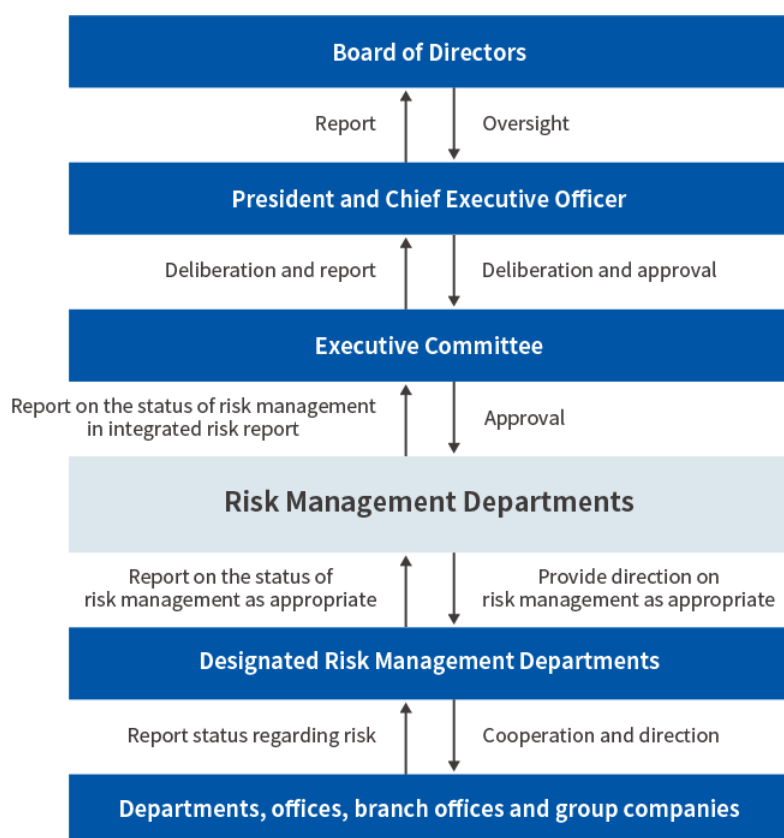 Board of Directors
Report
Oversight
President and Chief Executive Officer
Deliberation and report
Deliberation and approval
Executive Committee
Report on the status of risk management
in integrated risk report
Approval
Risk Management Departments
Report on the status of
risk management as appropriate
Provide direction on
risk management as appropriate
Designated Risk Management Departments
Report status regarding risk
Cooperation and direction
Departments, offices, branch offices and group companies